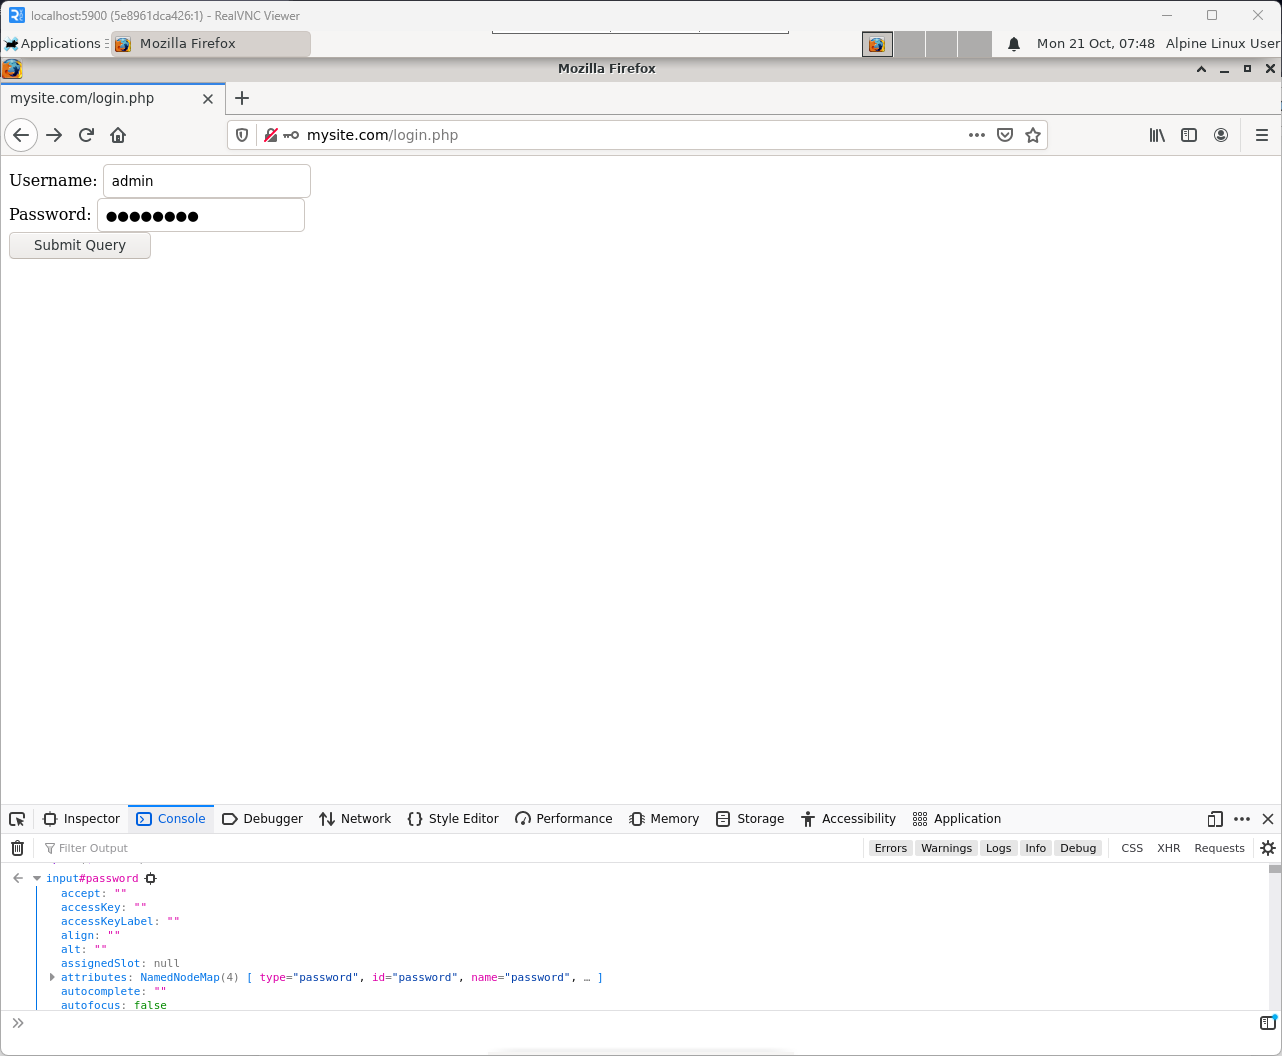 localhost:5900 (5e8961dca426:1) - RealVNC Viewer
Applications Mozilla Firefox Mon 21 Oct, 07:48 Alpine Linux User
Mozilla Firefox
mysite.com/login.php
mysite.com/login.php
Username: admin
Password: ●●●●●●●●
Submit Query
Inspector Console Debugger Network Style Editor Performance Memory Storage Accessibility Application
Filter Output Errors Warnings Logs Info Debug CSS XHR Requests
input#password
accept: ""
accessKey: ""
accessKeyLabel: ""
align: ""
alt: ""
assignedSlot: null
attributes: NamedNodeMap(4) [ type="password", id="password", name="password", … ]
autocomplete: ""
autofocus: false